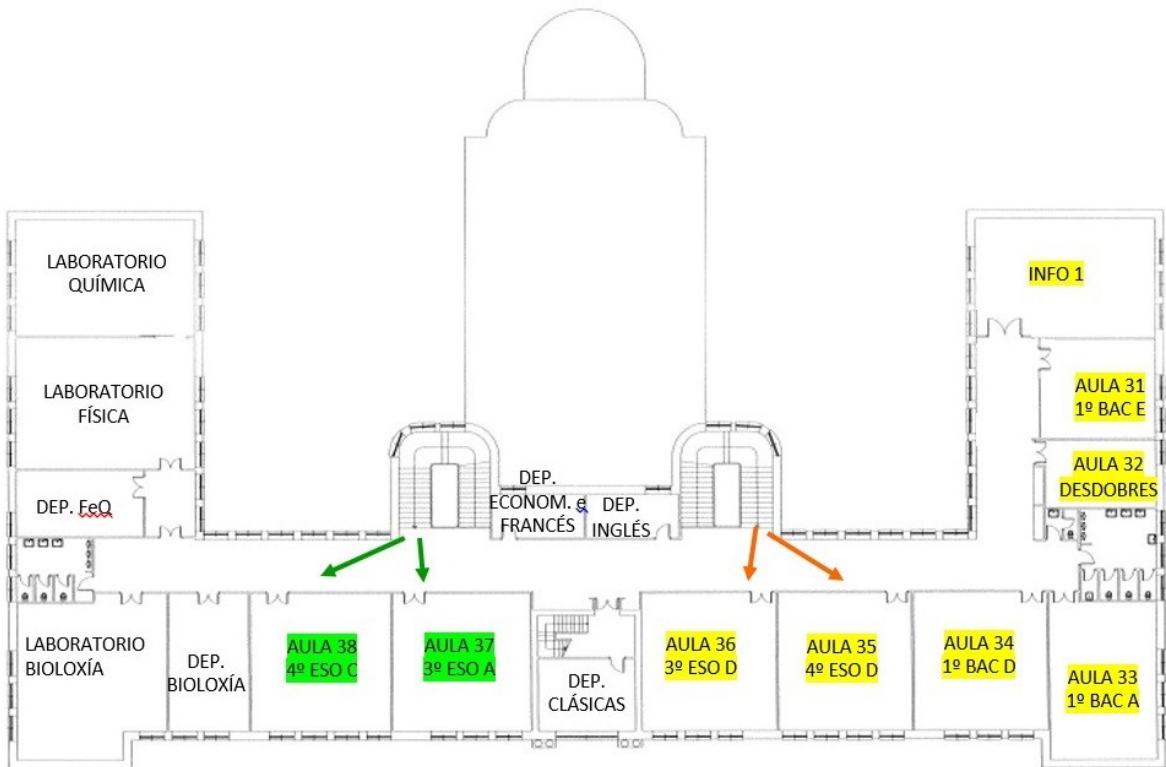 LABORATORIO
QUÍMICA
INFO 1
LABORATORIO
FÍSICA
AULA 31
1º BAC E
AULA 32
DESDOBRES
DEP. FeQ
DEP.
ECONOM. e
FRANCÉS
DEP.
INGLÉS
LABORATORIO
BIOLOXÍA
DEP.
BIOLOXÍA
AULA 38
4º ESO C
AULA 37
3º ESO A
DEP.
CLÁSICAS
AULA 36
3º ESO D
AULA 35
4º ESO D
AULA 34
1º BAC D
AULA 33
1º BAC A